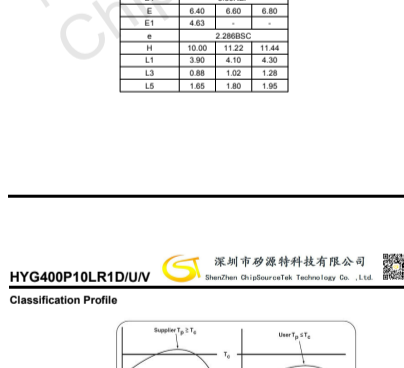 E 6.40 6.60 6.80
E1 4.63 - -
e 2.286BSC
H 10.00 11.22 11.44
L1 3.90 4.10 4.30
L3 0.88 1.02 1.28
L5 1.65 1.80 1.95
深圳市矽源特科技有限公司
HYG400P10LR1D/U/V ShenZhen ChipSourceTek Technology Co. ,Ltd.
Classification Profile
Supplier Tp ≥ Tc User Tp ≤ Tc
Tc